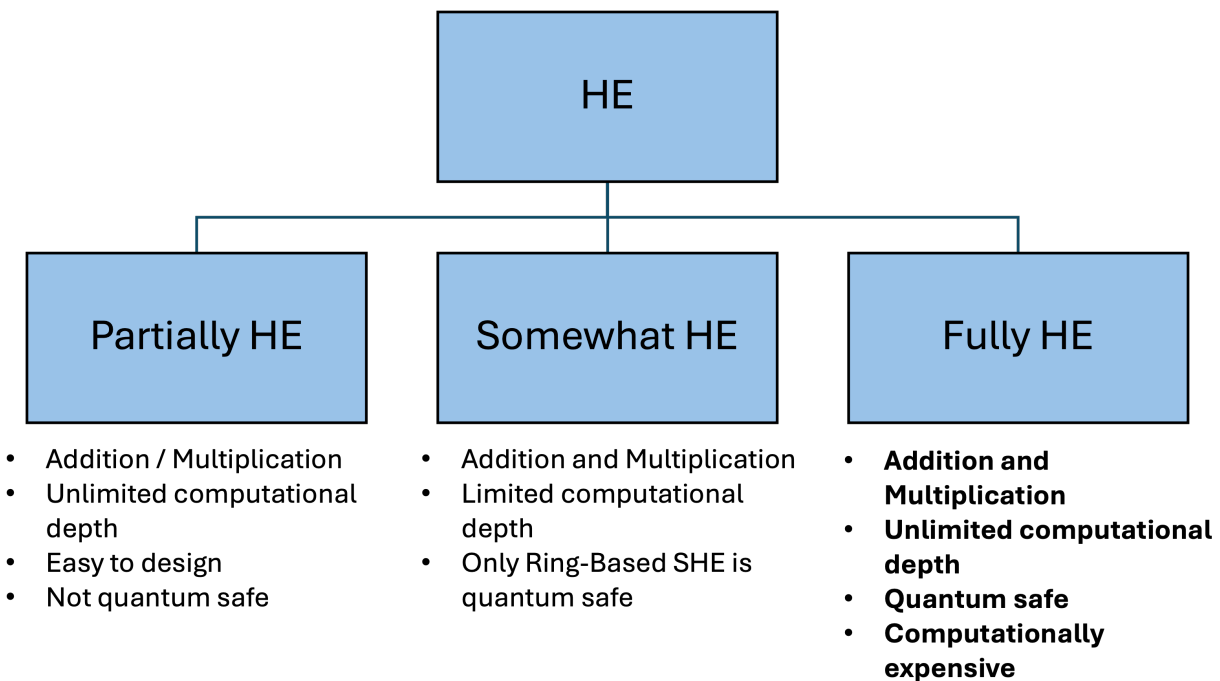 HE
Partially HE
Somewhat HE
Fully HE
• Addition / Multiplication
• Unlimited computational
depth
• Easy to design
• Not quantum safe
• Addition and Multiplication
• Limited computational
depth
• Only Ring-Based SHE is
quantum safe
• Addition and
Multiplication
• Unlimited computational
depth
• Quantum safe
• Computationally
expensive